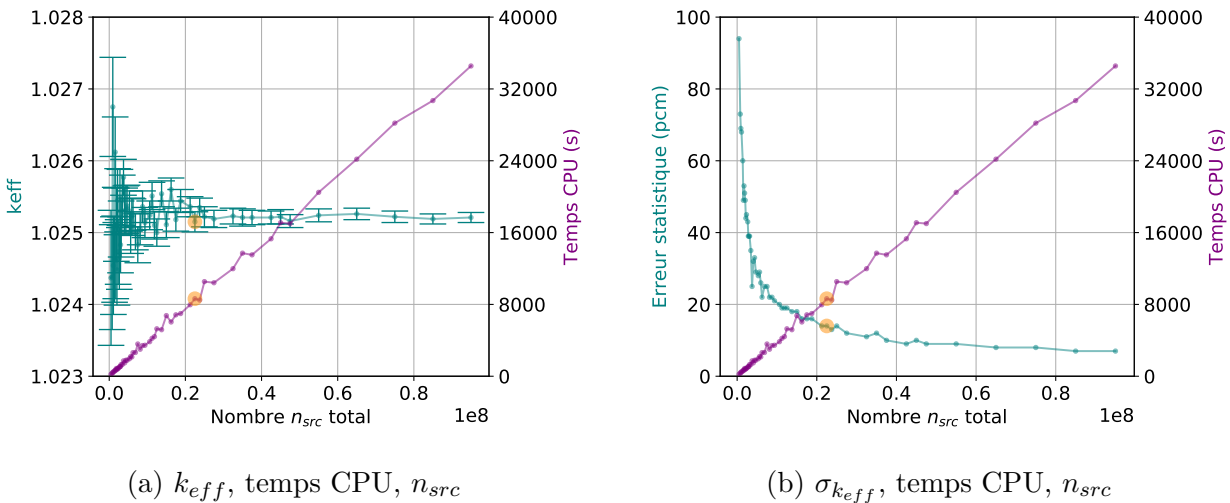 1.028
1.027
1.026
1.025
1.024
1.023
keff
40000
32000
24000
16000
8000
0
Temps CPU (s)
0.0 0.2 0.4 0.6 0.8
1e8
Nombre n_src total
(a) k_eff, temps CPU, n_src
100
80
60
40
20
0
Erreur statistique (pcm)
40000
32000
24000
16000
8000
0
Temps CPU (s)
0.0 0.2 0.4 0.6 0.8
1e8
Nombre n_src total
(b) σ_k_eff, temps CPU, n_src